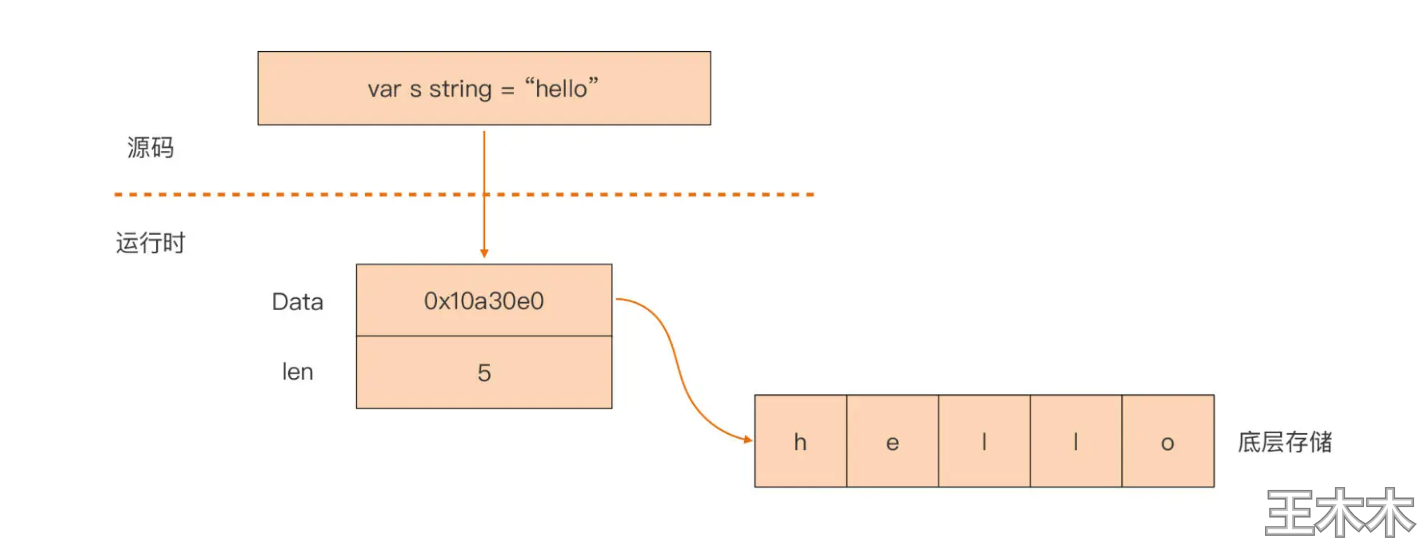 var s string = “hello”
源码
运行时
Data
0x10a30e0
len
5
h e l l o
底层存储
王木木